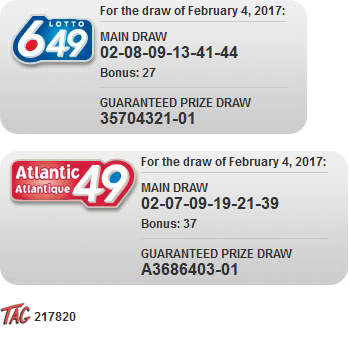 LOTTO
649
For the draw of February 4, 2017:
MAIN DRAW
02-08-09-13-41-44
Bonus: 27
GUARANTEED PRIZE DRAW
35704321-01
Atlantic
Atlantique
49
For the draw of February 4, 2017:
MAIN DRAW
02-07-09-19-21-39
Bonus: 37
GUARANTEED PRIZE DRAW
A3686403-01
TAG 217820